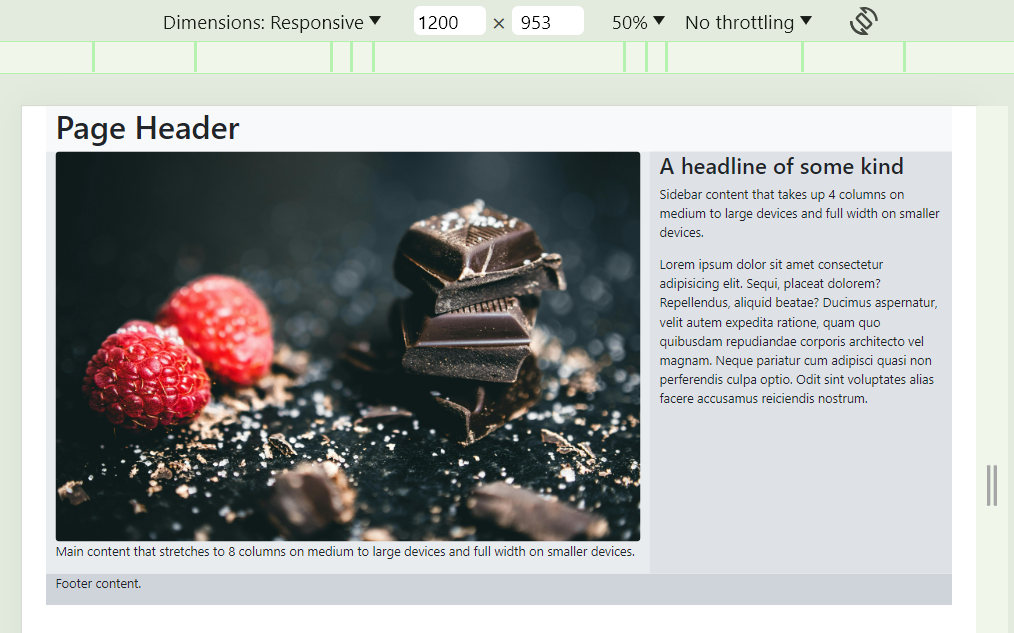 Dimensions: Responsive ▼ 1200 × 953 50% ▼ No throttling ▼
Page Header
A headline of some kind
Sidebar content that takes up 4 columns on
medium to large devices and full width on smaller
devices.
Lorem ipsum dolor sit amet consectetur
adipisicing elit. Sequi, placeat dolorem?
Repellendus, aliquid beatae? Ducimus aspernatur,
velit autem expedita ratione, quam quo
quibusdam repudiandae corporis architecto vel
magnam. Neque pariatur cum adipisci quasi non
perferendis culpa optio. Odit sint voluptates alias
facere accusamus reiciendis nostrum.
Main content that stretches to 8 columns on medium to large devices and full width on smaller devices.
Footer content.